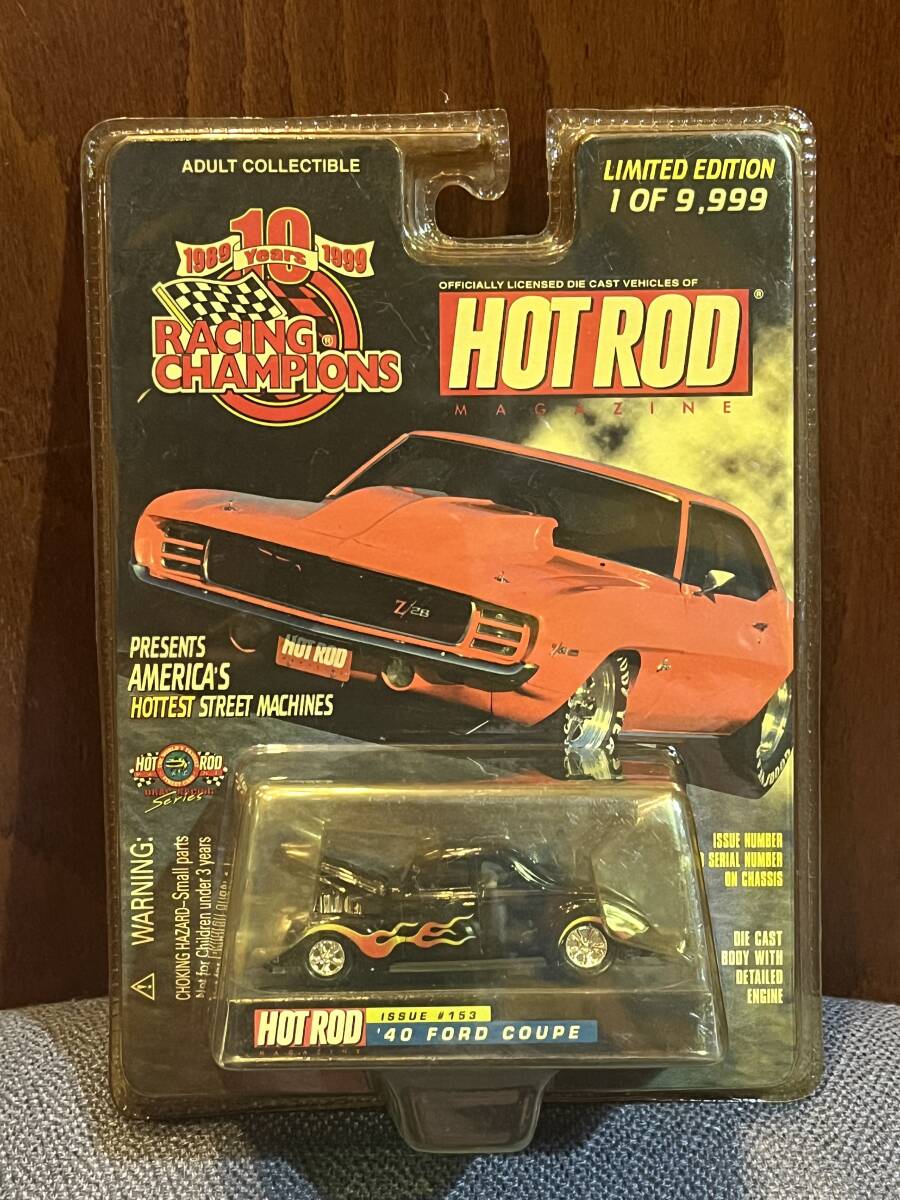 ADULT COLLECTIBLE
LIMITED EDITION
1 OF 9,999
1989 10 Years 1999
RACING ®
CHAMPIONS
OFFICIALLY LICENSED DIE CAST VEHICLES OF
HOT ROD ®
MAGAZINE
Z/28
HOT ROD
PRESENTS
AMERICA'S
HOTTEST STREET MACHINES
HOT ROD
Series
WARNING:
CHOKING HAZARD–Small parts
Not for Children under 3 years
ISSUE NUMBER
SERIAL NUMBER
ON CHASSIS
DIE CAST
BODY WITH
DETAILED
ENGINE
HOT ROD
MAGAZINE
ISSUE #153
'40 FORD COUPE